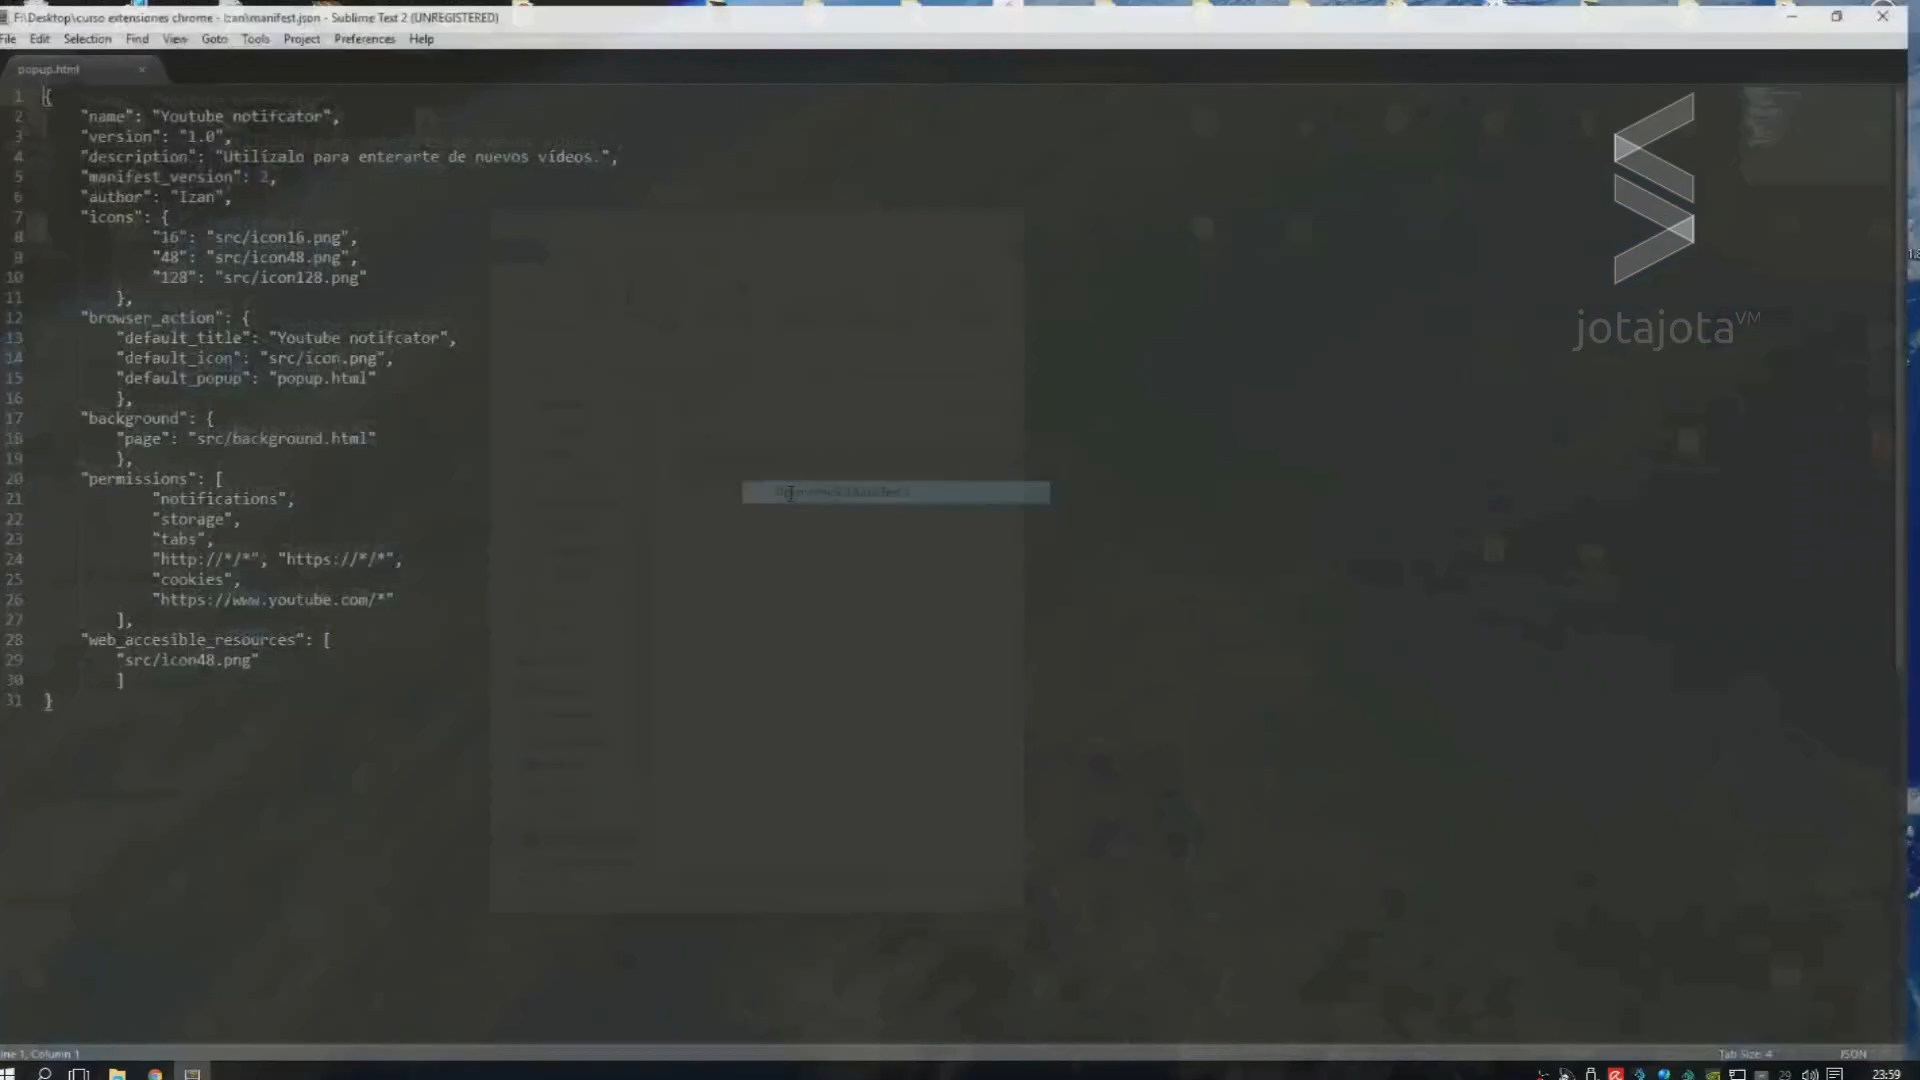 F:\Desktop\curso extensiones chrome - Izan\manifest.json - Sublime Text 2 (UNREGISTERED)
File Edit Selection Find View Goto Tools Project Preferences Help
popup.html
1 {
2 "name": "Youtube notifcator",
3 "version": "1.0",
4 "description": "Utilízalo para enterarte de nuevos vídeos.",
5 "manifest_version": 2,
6 "author": "Izan",
7 "icons": {
8 "16": "src/icon16.png",
9 "48": "src/icon48.png",
10 "128": "src/icon128.png"
11 },
12 "browser_action": {
13 "default_title": "Youtube notifcator",
14 "default_icon": "src/icon.png",
15 "default_popup": "popup.html"
16 },
17 "background": {
18 "page": "src/background.html"
19 },
20 "permissions": [
21 "notifications",
22 "storage",
23 "tabs",
24 "http://*/*", "https://*/*",
25 "cookies",
26 "https://www.youtube.com/*"
27 ],
28 "web_accesible_resources": [
29 "src/icon48.png"
30 ]
31 }
jotajota VM
ine 1, Column 1
Tab Size: 4 JSON
29 23:59